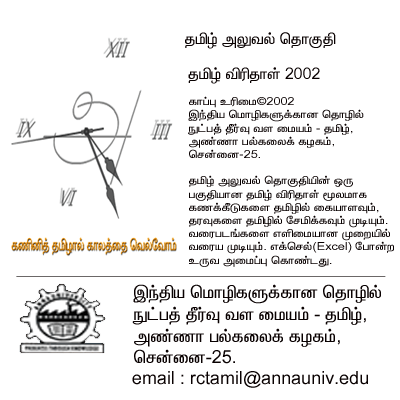 தமிழ் அலுவல் தொகுதி
தமிழ் விரிதாள் 2002
காப்பு உரிமை©2002
இந்திய மொழிகளுக்கான தொழில்
நுட்பத் தீர்வு வள மையம் - தமிழ்,
அண்ணா பல்கலைக் கழகம்,
சென்னை-25.
தமிழ் அலுவல் தொகுதியின் ஒரு
பகுதியான தமிழ் விரிதாள் மூலமாக
கணக்கீடுகளை தமிழில் கையாளவும்,
தரவுகளை தமிழில் சேமிக்கவும் முடியும்.
வரைபடங்களை எளிமையான முறையில்
வரைய முடியும். எக்செல்(Excel) போன்ற
உருவ அமைப்பு கொண்டது.
XII
IX
III
VI
கணினித் தமிழால் காலத்தை வெல்வோம்
இந்திய மொழிகளுக்கான தொழில்
நுட்பத் தீர்வு வள மையம் - தமிழ்,
அண்ணா பல்கலைக் கழகம்,
சென்னை-25.
email : rctamil@annauniv.edu